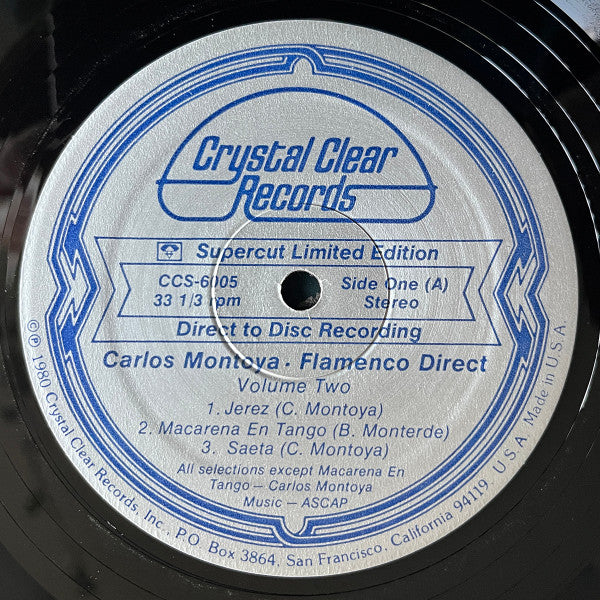 Crystal Clear
Records
Supercut Limited Edition
CCS-6005 Side One (A)
33 1/3 rpm Stereo
Direct to Disc Recording
Carlos Montoya · Flamenco Direct
Volume Two
1. Jerez (C. Montoya)
2. Macarena En Tango (B. Monterde)
3. Saeta (C. Montoya)
All selections except Macarena En
Tango — Carlos Montoya
Music — ASCAP
©℗ 1980 Crystal Clear Records, Inc., P.O. Box 3864, San Francisco, California 94119, U.S.A. Made in U.S.A.